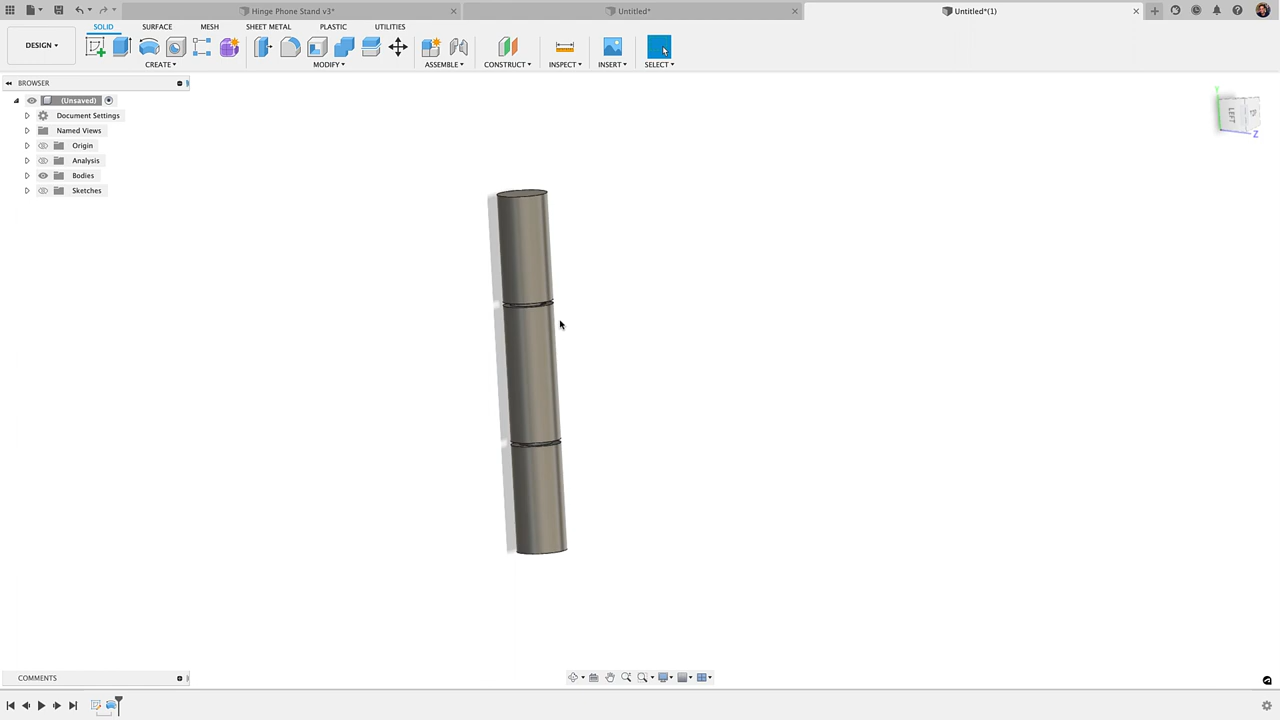 Hinge Phone Stand v3*
Untitled*
Untitled*(1)
DESIGN
SOLID SURFACE MESH SHEET METAL PLASTIC UTILITIES
CREATE MODIFY ASSEMBLE CONSTRUCT INSPECT INSERT SELECT
BROWSER
(Unsaved)
Document Settings
Named Views
Origin
Analysis
Bodies
Sketches
Y
LEFT
Z
COMMENTS